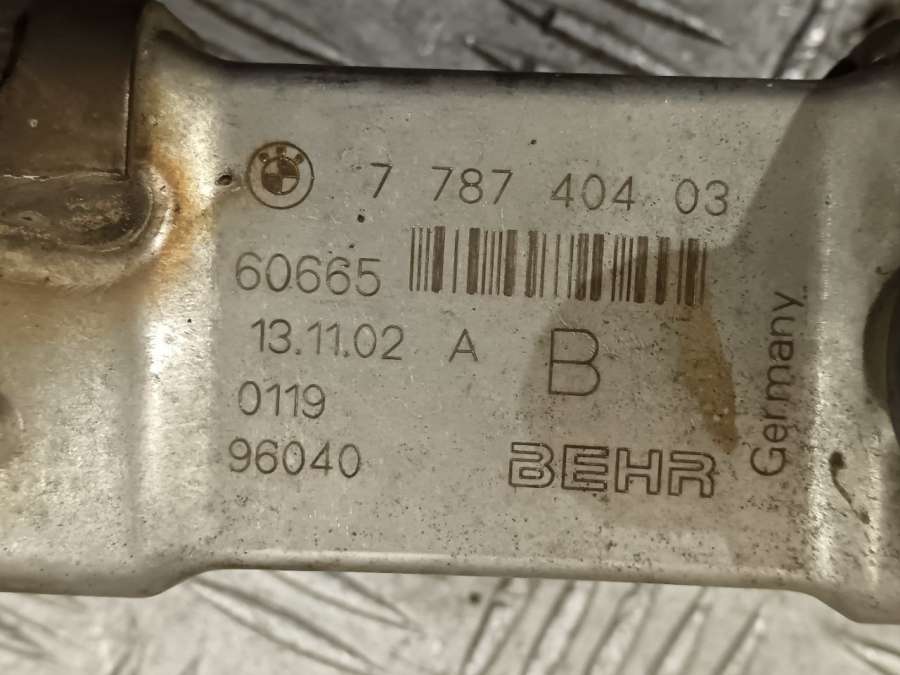 7 787 404 03
60665
13.11.02 A B
0119
96040
BEHR
Germany